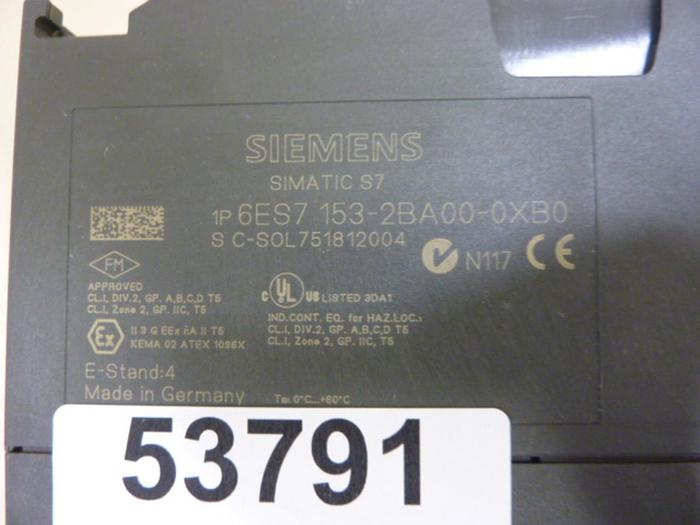 SIEMENS
SIMATIC S7
1P 6ES7 153-2BA00-0XB0
S C-SOL751812004
N117 CE
FM
APPROVED
CL.I, DIV.2, GP. A,B,C,D T5
CL.I, Zone 2, GP. IIC, T5
C UL US LISTED 3DA1
IND.CONT. EQ. for HAZ.LOC.:
CL.I, DIV.2, GP. A,B,C,D T5
CL.I, Zone 2, GP. IIC, T5
Ex II 3 G EEx nA II T5
KEMA 02 ATEX 1096X
E-Stand:4
Made in Germany
Ta: 0°C...+60°C
53791